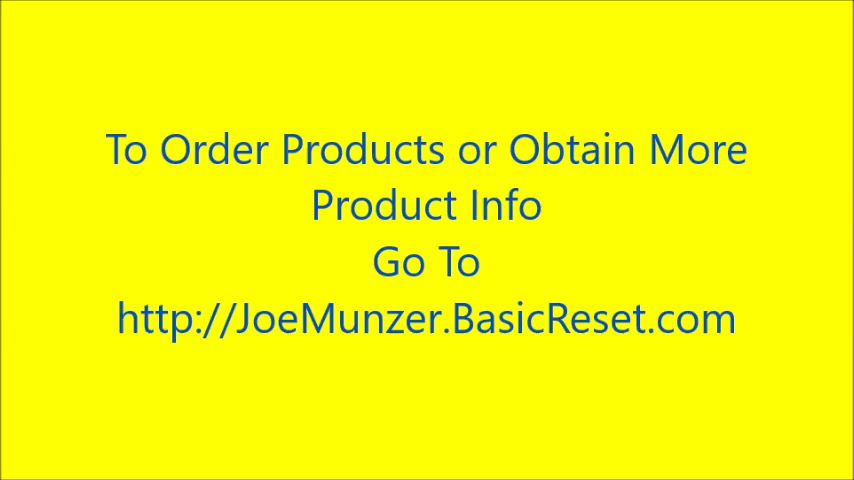 To Order Products or Obtain More
Product Info
Go To
http://JoeMunzer.BasicReset.com